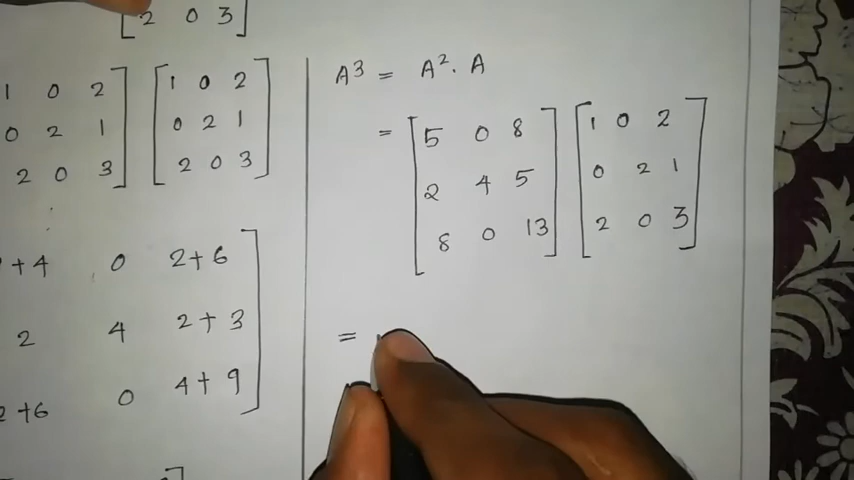 2 0 3
1 0 2 1 0 2
0 2 1 0 2 1
2 0 3 2 0 3
:
+4 0 2+6
2 4 2+3
2+6 0 4+9
A³ = A². A
= 5 0 8 1 0 2
2 4 5 0 2 1
8 0 13 2 0 3
=